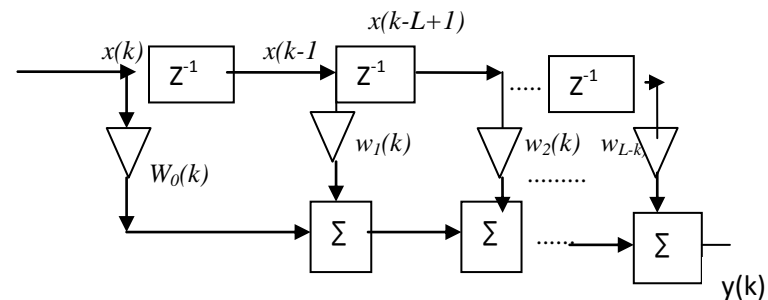 x(k-L+1)
x(k) x(k-1
Z-1 Z-1 ..... Z-1
W0(k) w1(k) w2(k) wL-k)
.........
Σ Σ ...... Σ
y(k)